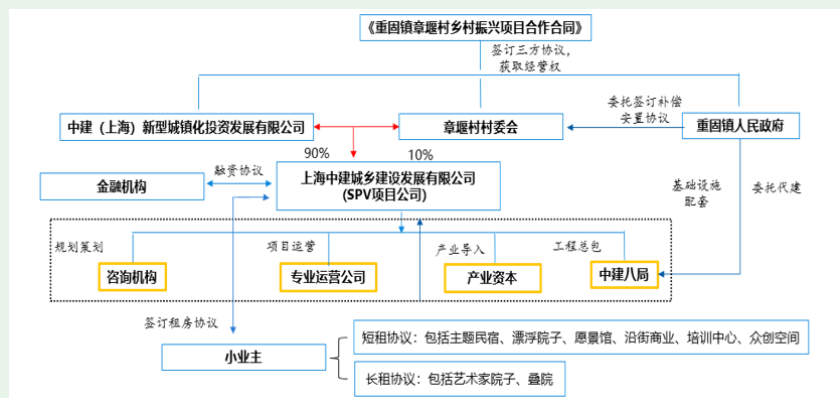 《重固镇章堰村乡村振兴项目合作合同》
签订三方协议，
获取经营权
中建（上海）新型城镇化投资发展有限公司
章堰村村委会
委托签订补偿
安置协议
重固镇人民政府
90%
10%
融资协议
金融机构
上海中建城乡建设发展有限公司
(SPV项目公司)
基础设施
配套
委托代建
规划策划
项目运营
产业导入
工程总包
咨询机构
专业运营公司
产业资本
中建八局
签订租房协议
小业主
短租协议：包括主题民宿、漂浮院子、愿景馆、沿街商业、培训中心、众创空间
长租协议：包括艺术家院子、叠院